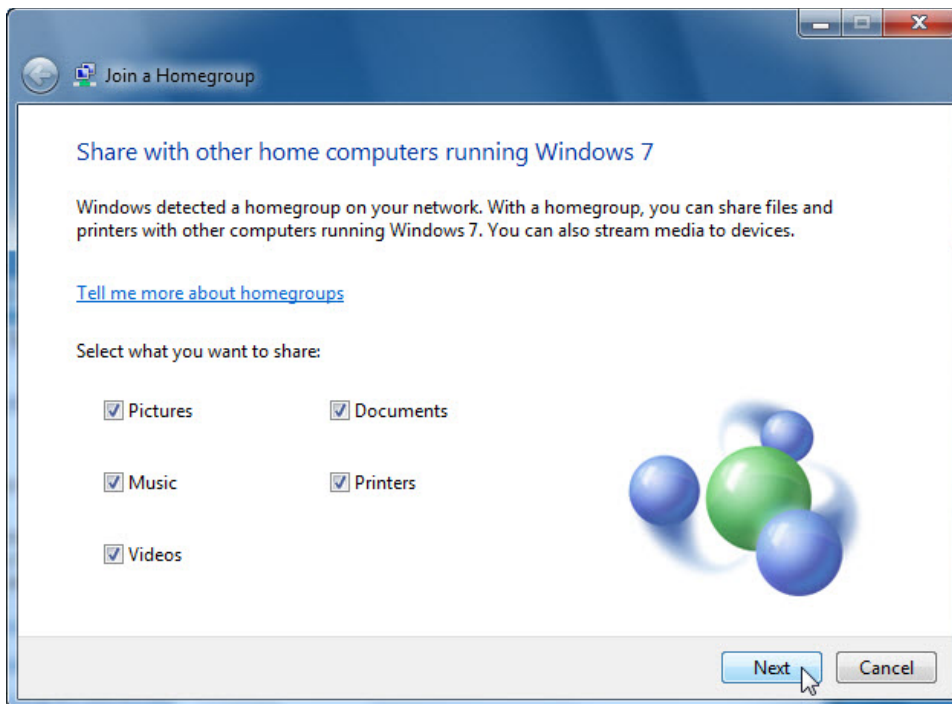 Join a Homegroup
Share with other home computers running Windows 7
Windows detected a homegroup on your network. With a homegroup, you can share files and
printers with other computers running Windows 7. You can also stream media to devices.
Tell me more about homegroups
Select what you want to share:
Pictures Documents
Music Printers
Videos
Next Cancel